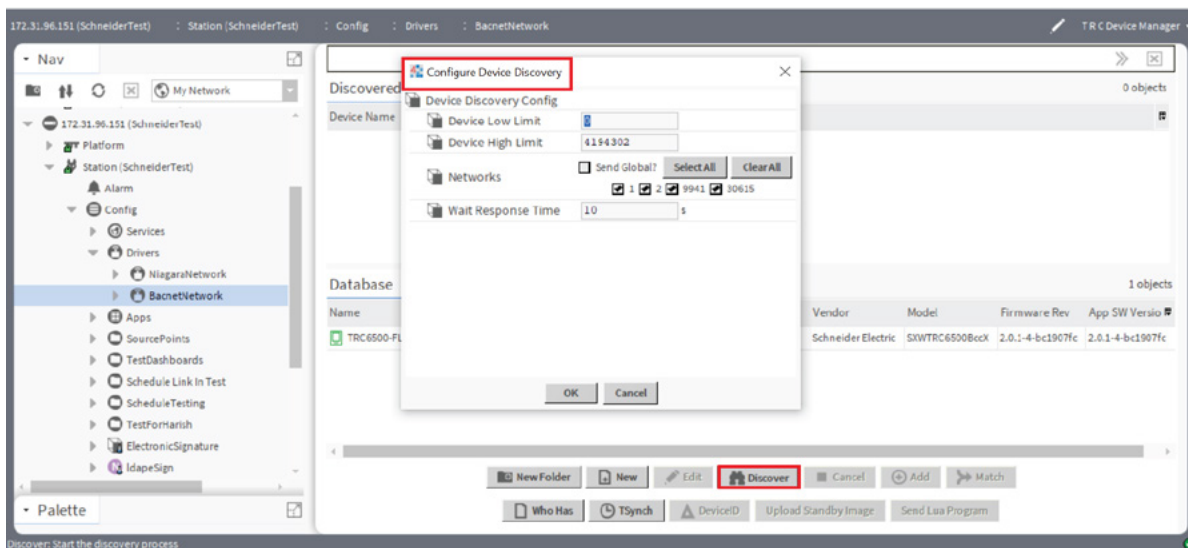 172.31.96.151 (SchneiderTest) : Station (SchneiderTest) : Config : Drivers : BacnetNetwork TRC Device Manager
Nav
My Network
172.31.96.151 (SchneiderTest)
Platform
Station (SchneiderTest)
Alarm
Config
Services
Drivers
NiagaraNetwork
BacnetNetwork
Apps
SourcePoints
TestDashboards
Schedule Link In Test
ScheduleTesting
TestForHarish
ElectronicSignature
ldapeSign
Palette
Discovered 0 objects
Device Name
Configure Device Discovery
Device Discovery Config
Device Low Limit 0
Device High Limit 4194302
Networks Send Global? Select All Clear All
1 2 9941 30615
Wait Response Time 10 s
OK Cancel
Database 1 objects
Name Vendor Model Firmware Rev App SW Versio
TRC6500-FL Schneider Electric SXWTRC6500BccX 2.0.1-4-bc1907fc 2.0.1-4-bc1907fc
New Folder New Edit Discover Cancel Add Match
Who Has TSynch DeviceID Upload Standby Image Send Lua Program
Discover: Start the discovery process